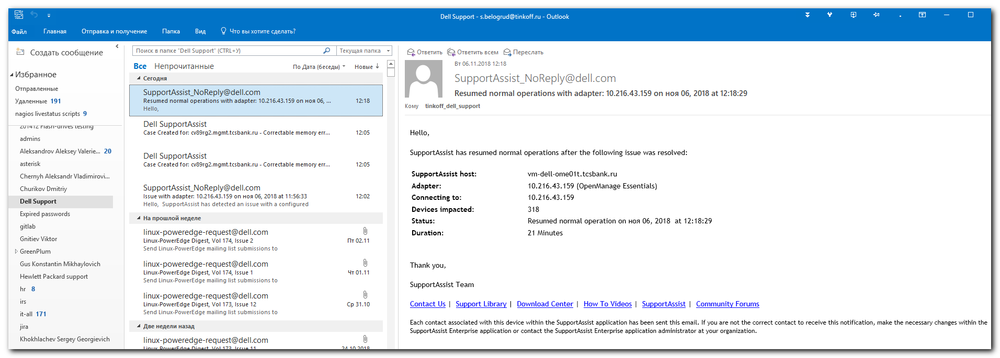 Dell Support - s.belogrud@tinkoff.ru - Outlook
Файл Главная Отправка и получение Папка Вид Что вы хотите сделать?
Создать сообщение
Избранное
Отправленные
Удаленные 191
nagios livestatus scripts 9
201412 Flash-drives testing
admins
Aleksandrov Aleksey Valerie... 20
asterisk
Chernyh Aleksandr Vladimirovi...
Churikov Dmitriy
Dell Support
Expired passwords
gitlab
Gnitiev Viktor
GreenPlum
Gus Konstantin Mikhaylovich
Hewlett Packard support
hr 8
irs
it-all 171
jira
Khokhlachev Sergey Georgievich
Поиск в папке "Dell Support" (CTRL+У) Текущая папка
Все Непрочитанные По Дата (беседы) Новые ↓
Сегодня
SupportAssist_NoReply@dell.com
Resumed normal operations with adapter: 10.216.43.159 on ноя 06, ... 12:18
Hello,
Dell SupportAssist
Case Created for: cv89rg2.mgmt.tcsbank.ru - Correctable memory err... 12:05
Dell SupportAssist
Case Created for: cv89rg2.mgmt.tcsbank.ru - Correctable memory err... 12:05
SupportAssist_NoReply@dell.com
Issue with adapter: 10.216.43.159 on ноя 06, 2018 at 11:56:33 12:02
Hello, SupportAssist has detected an issue with a configured
На прошлой неделе
linux-poweredge-request@dell.com
Linux-PowerEdge Digest, Vol 174, Issue 2 Пт 02.11
Send Linux-PowerEdge mailing list submissions to
linux-poweredge-request@dell.com
Linux-PowerEdge Digest, Vol 174, Issue 1 Чт 01.11
Send Linux-PowerEdge mailing list submissions to
linux-poweredge-request@dell.com
Linux-PowerEdge Digest, Vol 173, Issue 12 Ср 31.10
Send Linux-PowerEdge mailing list submissions to
Две недели назад
linux-poweredge-request@dell.com
Linux-PowerEdge Digest, Vol 173, Issue 11 24.10.2018
Ответить Ответить всем Переслать
Вт 06.11.2018 12:18
SupportAssist_NoReply@dell.com
Resumed normal operations with adapter: 10.216.43.159 on ноя 06, 2018 at 12:18:29
Кому tinkoff_dell_support
Hello,
SupportAssist has resumed normal operations after the following issue was resolved:
SupportAssist host: vm-dell-ome01t.tcsbank.ru
Adapter: 10.216.43.159 (OpenManage Essentials)
Connecting to: 10.216.43.159
Devices impacted: 318
Status: Resumed normal operation on ноя 06, 2018 at 12:18:29
Duration: 21 Minutes
Thank you,
SupportAssist Team
Contact Us | Support Library | Download Center | How To Videos | SupportAssist | Community Forums
Each contact associated with this device within the SupportAssist application has been sent this email. If you are not the correct contact to receive this notification, make the necessary changes within the
SupportAssist Enterprise application or contact the SupportAssist Enterprise application administrator at your organization.